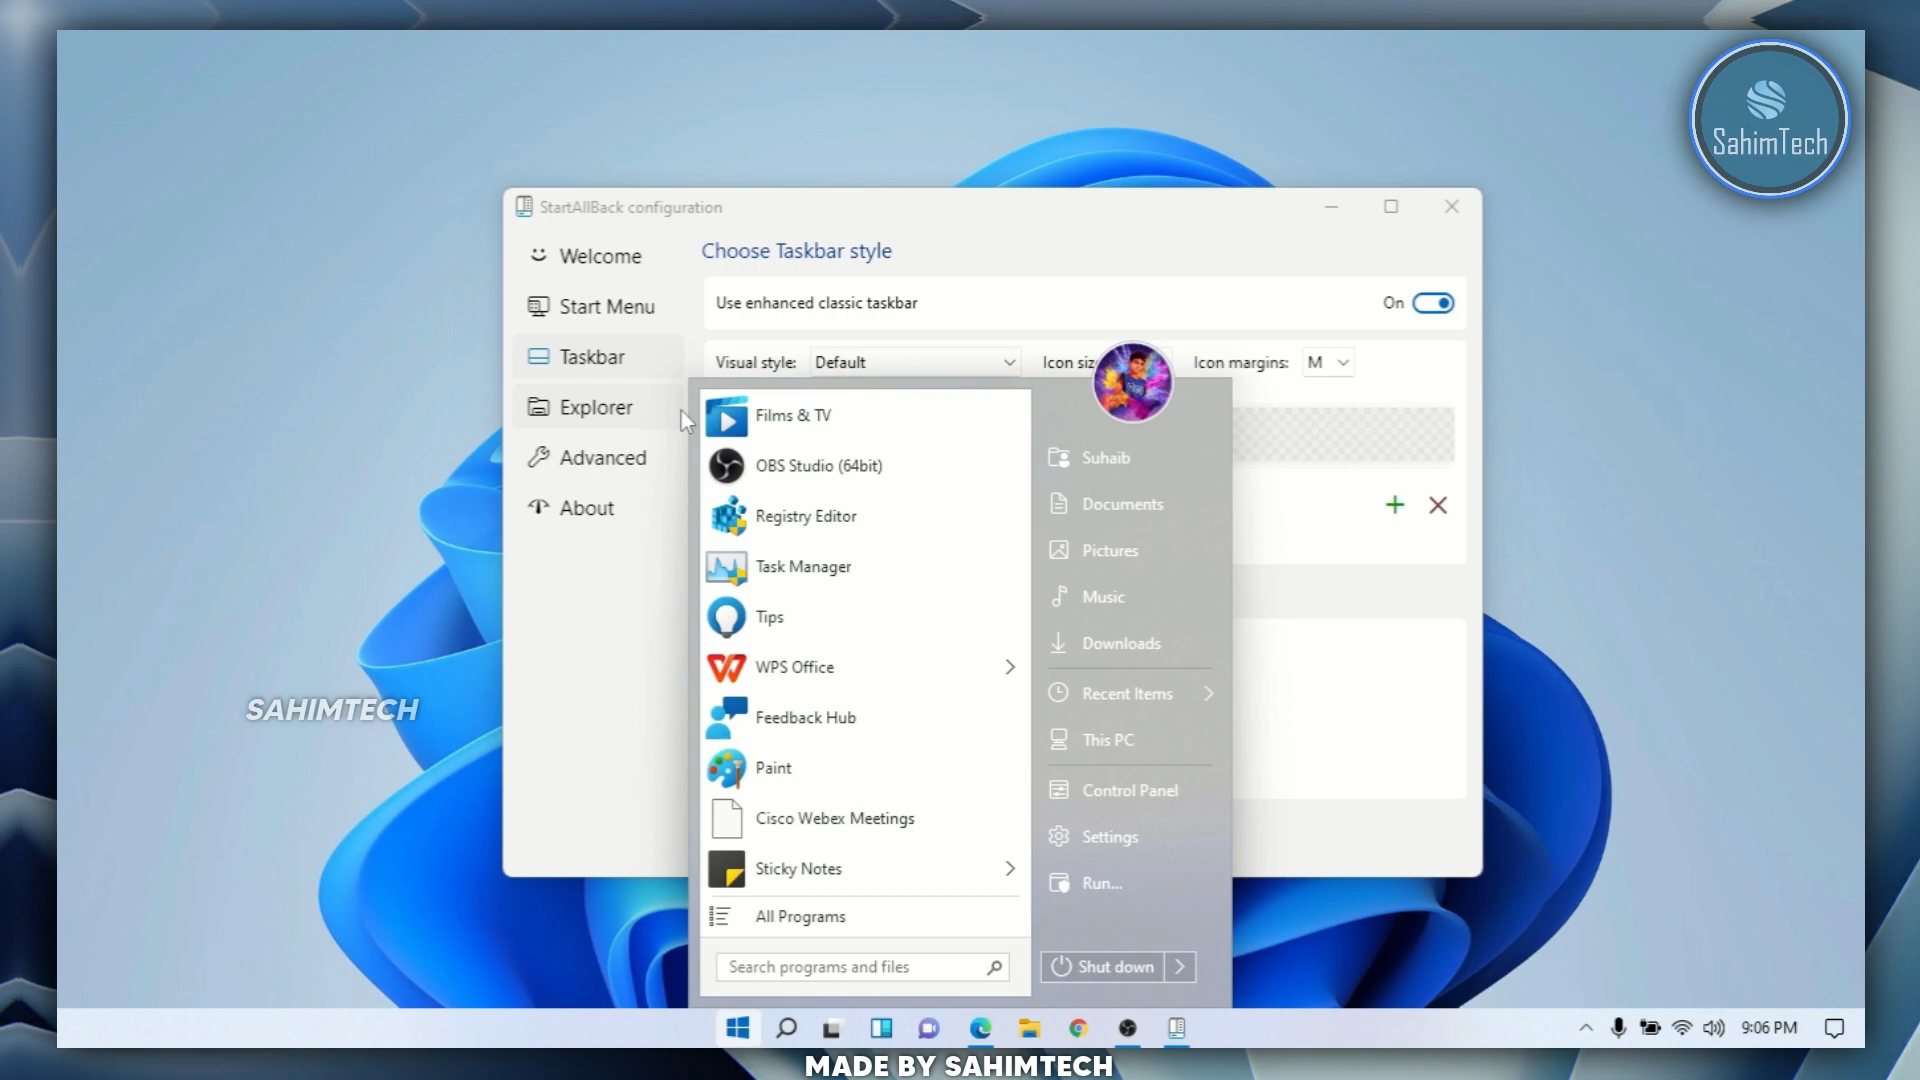 SahimTech
StartAllBack configuration
Welcome
Start Menu
Taskbar
Explorer
Advanced
About
Choose Taskbar style
Use enhanced classic taskbar
On
Visual style: Default
Icon siz
Icon margins: M
Films & TV
OBS Studio (64bit)
Registry Editor
Task Manager
Tips
WPS Office
Feedback Hub
Paint
Cisco Webex Meetings
Sticky Notes
All Programs
Search programs and files
Suhaib
Documents
Pictures
Music
Downloads
Recent Items
This PC
Control Panel
Settings
Run...
Shut down
SAHIMTECH
9:06 PM
MADE BY SAHIMTECH